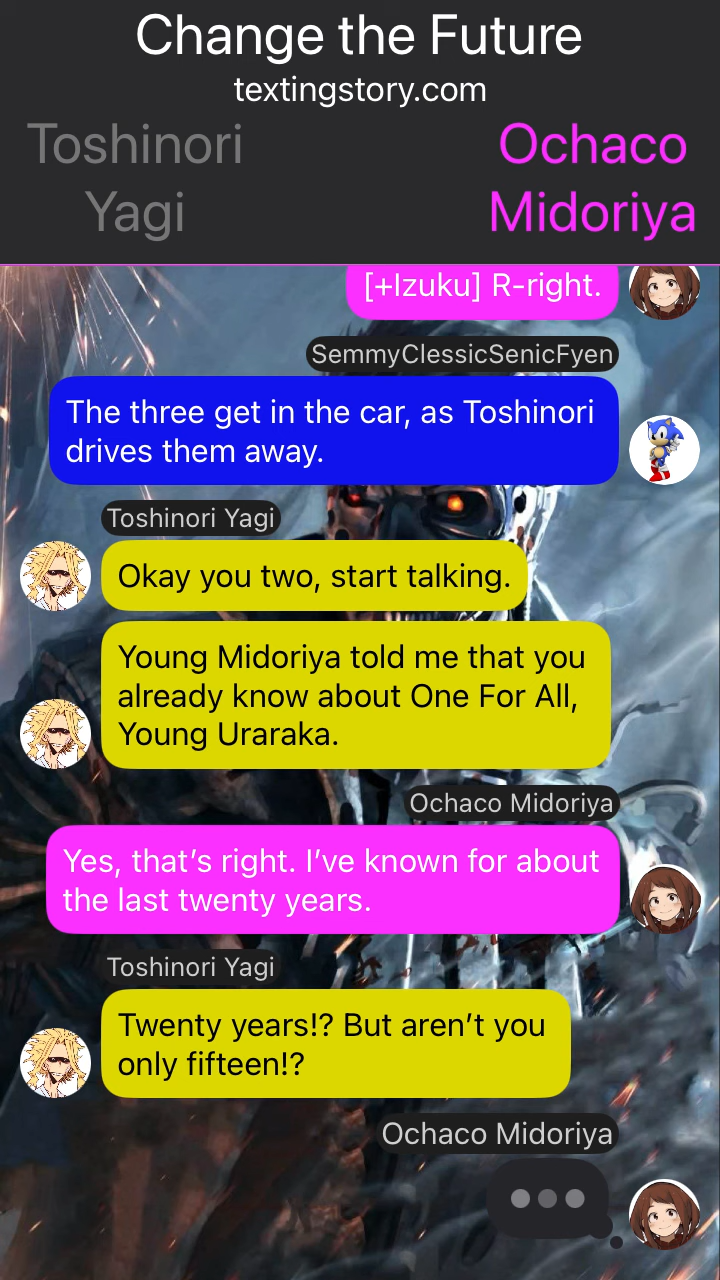 Change the Future
textingstory.com
Toshinori
Yagi
Ochaco
Midoriya
[+Izuku] R-right.
SemmyClessicSenicFyen
The three get in the car, as Toshinori
drives them away.
Toshinori Yagi
Okay you two, start talking.
Young Midoriya told me that you
already know about One For All,
Young Uraraka.
Ochaco Midoriya
Yes, that’s right. I’ve known for about
the last twenty years.
Toshinori Yagi
Twenty years!? But aren’t you
only fifteen!?
Ochaco Midoriya